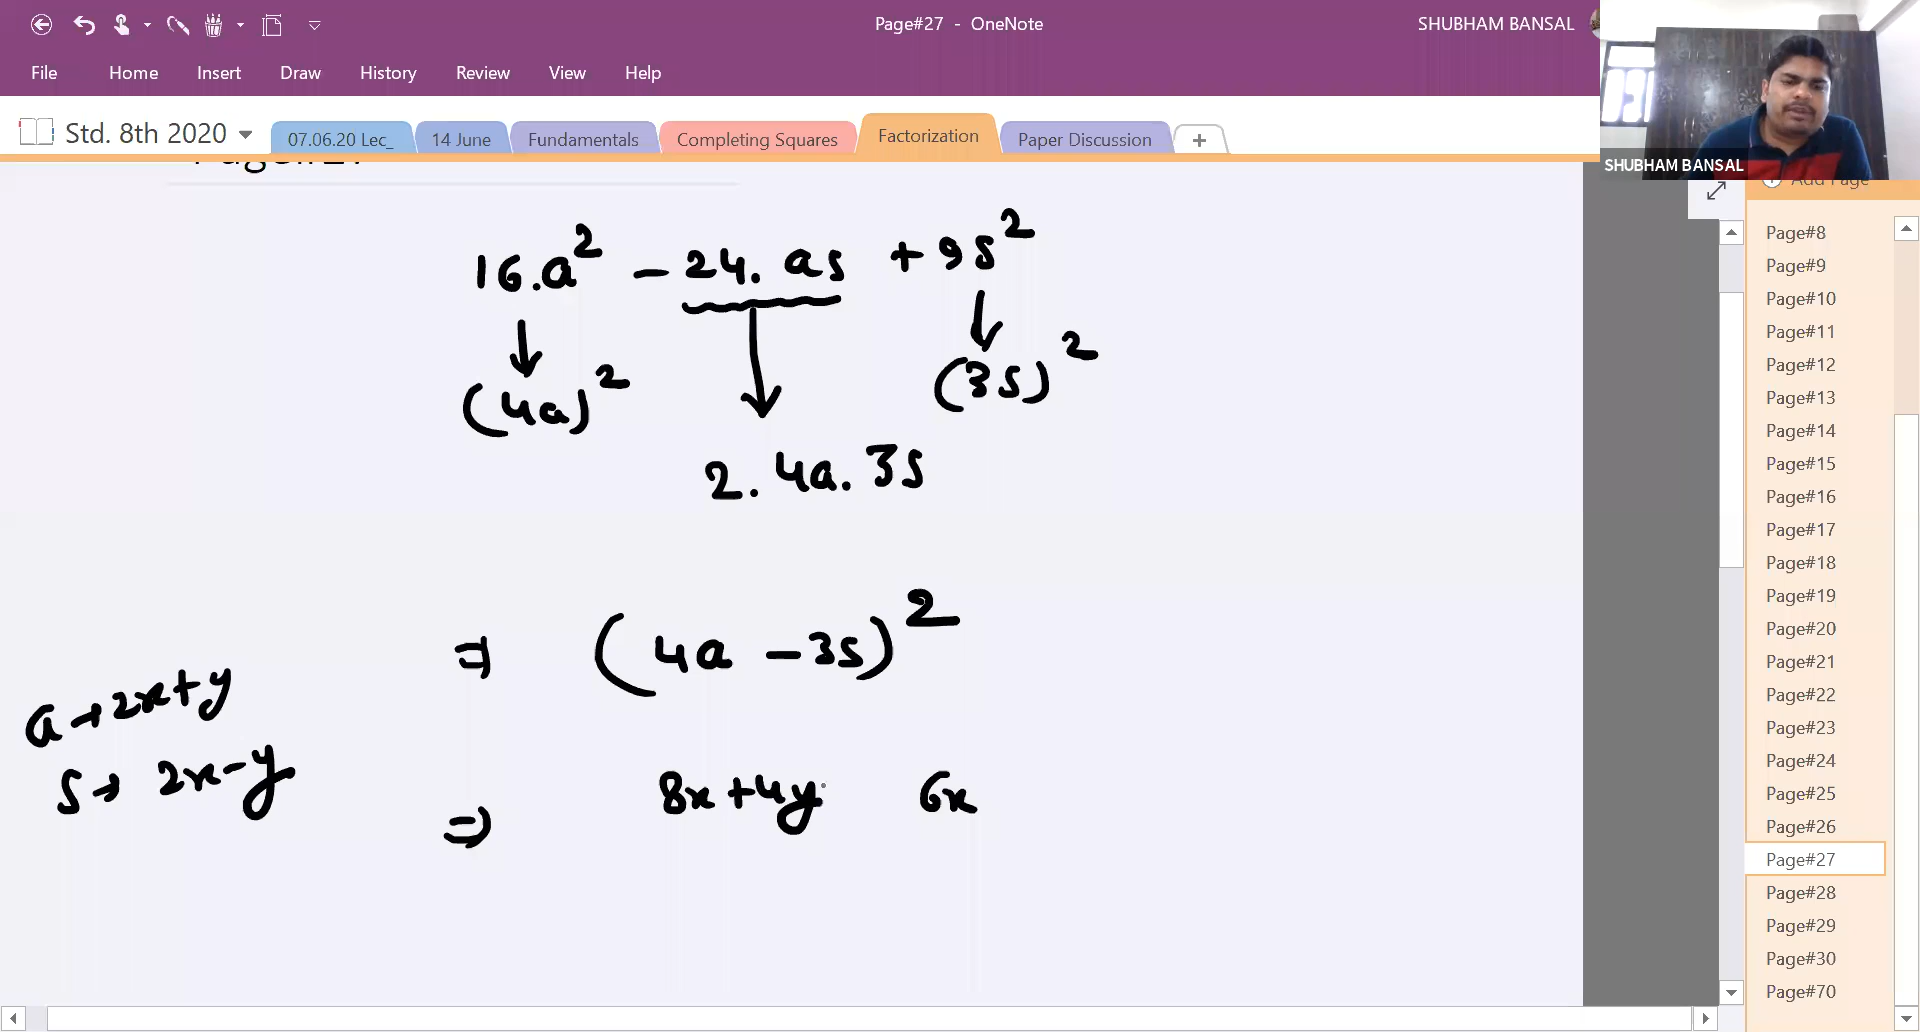 Page#27 - OneNote
SHUBHAM BANSAL
File Home Insert Draw History Review View Help
SHUBHAM BANSAL
Std. 8th 2020
07.06.20 Lec_
14 June
Fundamentals
Completing Squares
Factorization
Paper Discussion
+
16.a² - 24.as + 9s²
(4a)²
(3s)²
2.4a.3s
⇒ (4a - 3s)²
a → 2x+y
s → 2x-y
⇒ 8x+4y 6x
Add Page
Page#8
Page#9
Page#10
Page#11
Page#12
Page#13
Page#14
Page#15
Page#16
Page#17
Page#18
Page#19
Page#20
Page#21
Page#22
Page#23
Page#24
Page#25
Page#26
Page#27
Page#28
Page#29
Page#30
Page#70